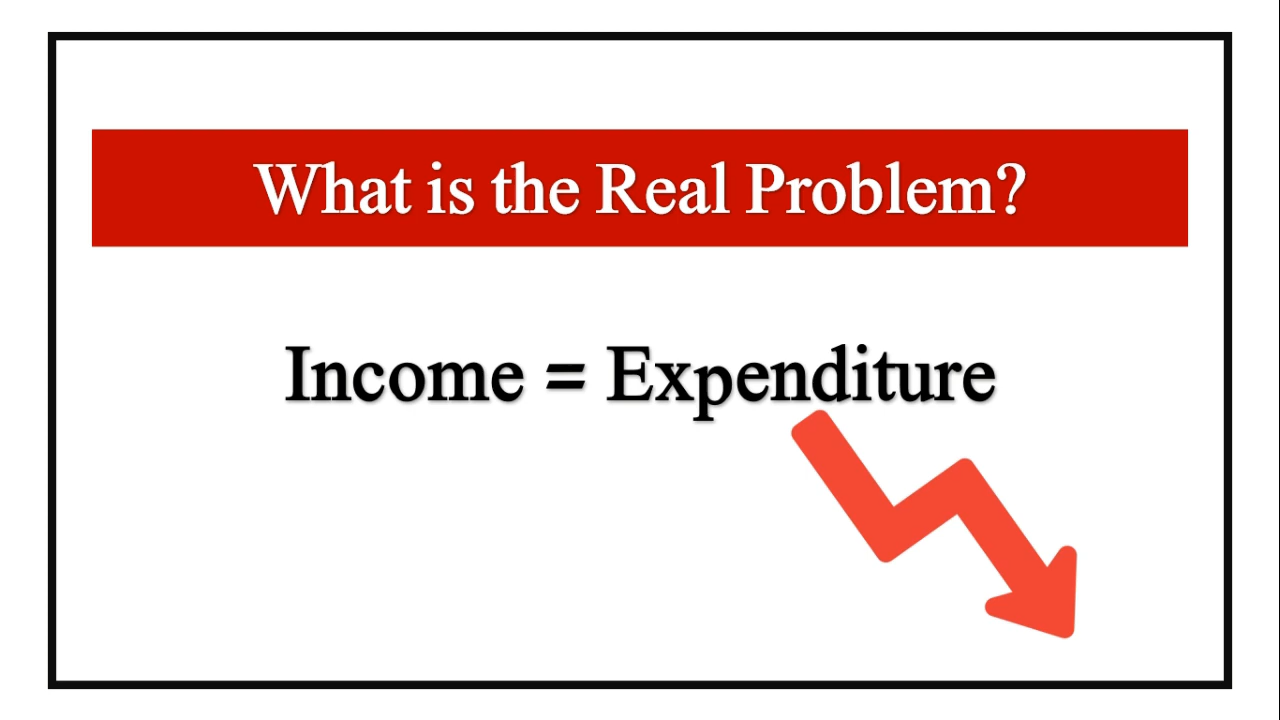 What is the Real Problem?
Income = Expenditure